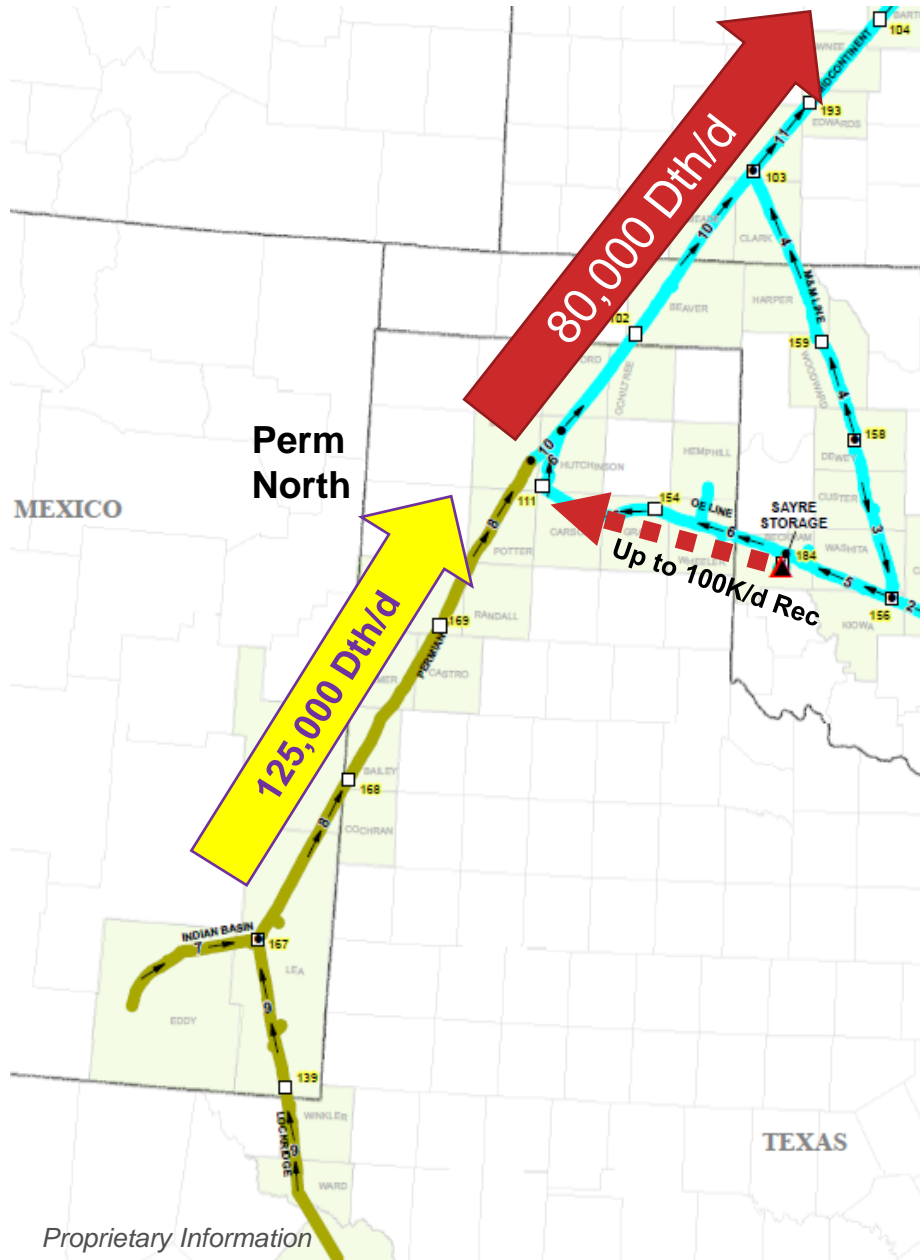 104
MIDCONTINENT
193
EDWARDS
11
103
80,000 Dth/d
10
CLARK
4
M&M LINE
BEAVER
HARPER
102
159
WOODWARD
OCHILTREE
4
Perm
North
158
10
6
HUTCHINSON
HEMPHILL
DEWEY
MEXICO
111
154
OE LINE
CUSTER
SAYRE
STORAGE
8
POTTER
6
BECKHAM
WASHITA
3
184
WHEELER
Up to 100K/d Rec
5
156
2
KIOWA
RANDALL
169
PERMIAN
CASTRO
125,000 Dth/d
BAILEY
168
8
COCHRAN
INDIAN BASIN
7
167
LEA
EDDY
9
139
WINKLER
LOCKRIDGE
9
TEXAS
WARD
Proprietary Information